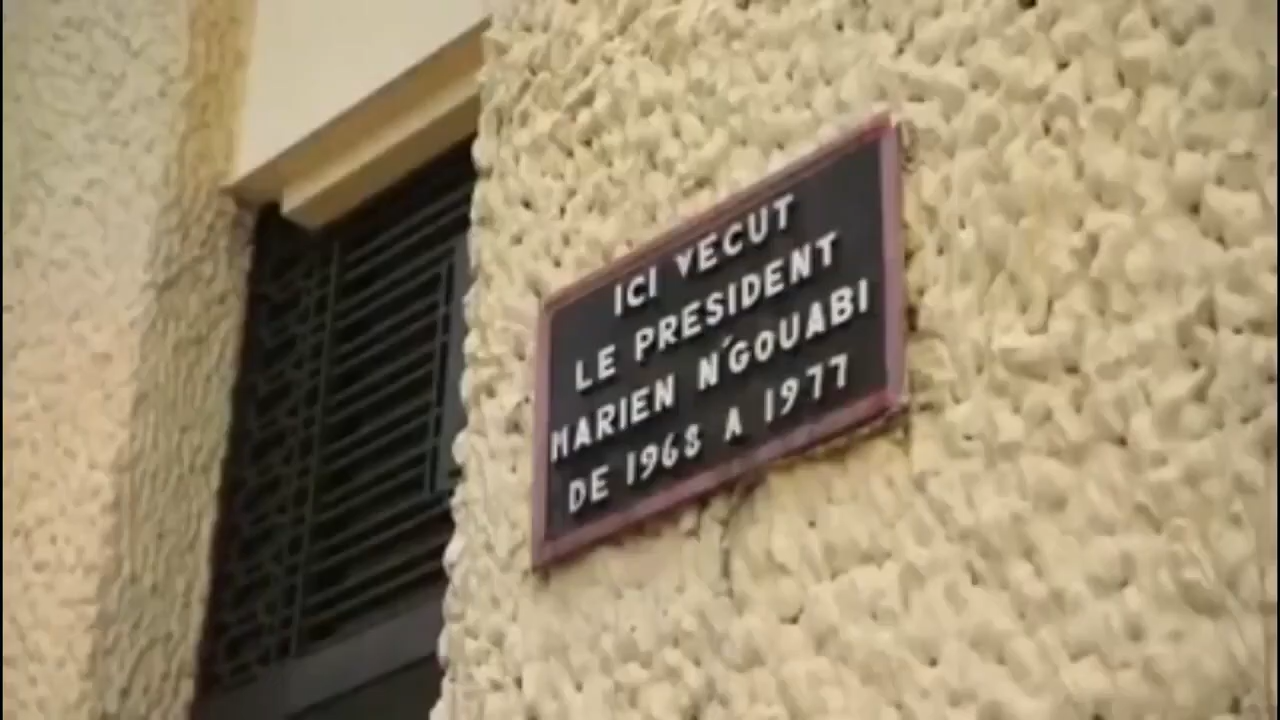 ICI VECUT
LE PRESIDENT
MARIEN N'GOUABI
DE 1968 A 1977